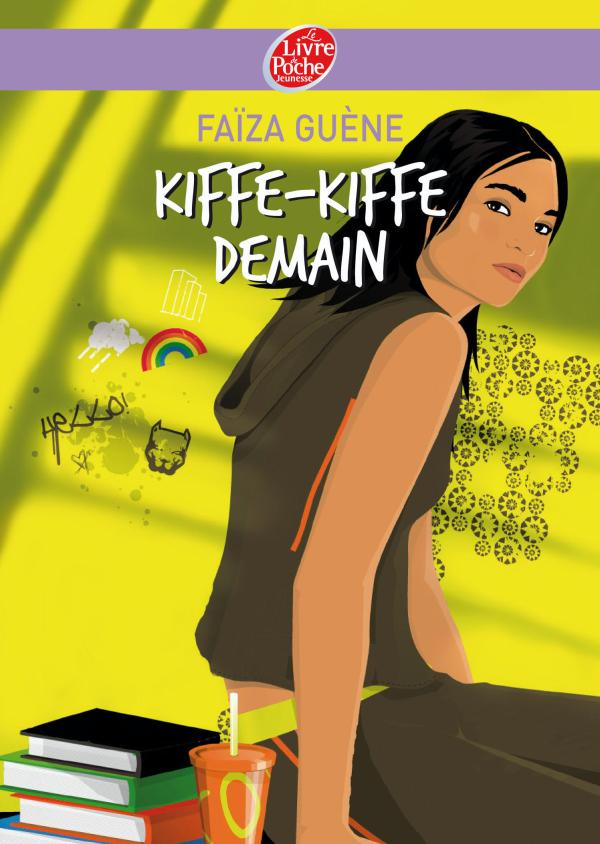 Le
Livre
de
Poche
Jeunesse
FAÏZA GUÈNE
KIFFE-KIFFE
DEMAIN
HELLO!